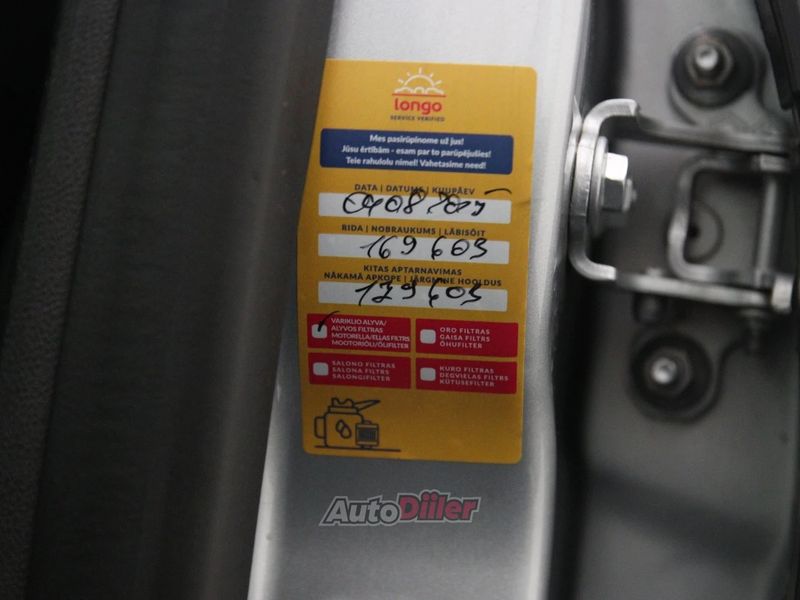 longo
SERVICE VERIFIED
Mes pasirūpinome už jus!
Jūsu ērtībām - esam par to parūpējušies!
Teie rahulolu nimel! Vahetasime need!
DATA | DATUMS | KUUPÄEV
RIDA | NOBRAUKUMS | LÄBISÕIT
169 603
KITAS APTARNAVIMAS
NĀKAMĀ APKOPE | JÄRGMINE HOOLDUS
179 603
VARIKLIO ALYVA/
ALYVOS FILTRAS
MOTORELLA/ELLAS FILTRS
MOOTORIÕLI/ÕLIFILTER
ORO FILTRAS
GAISA FILTRS
ÕHUFILTER
SALONO FILTRAS
SALONA FILTRS
SALONGIFILTER
KURO FILTRAS
DEGVIELAS FILTRS
KÜTUSEFILTER
AutoDiiler